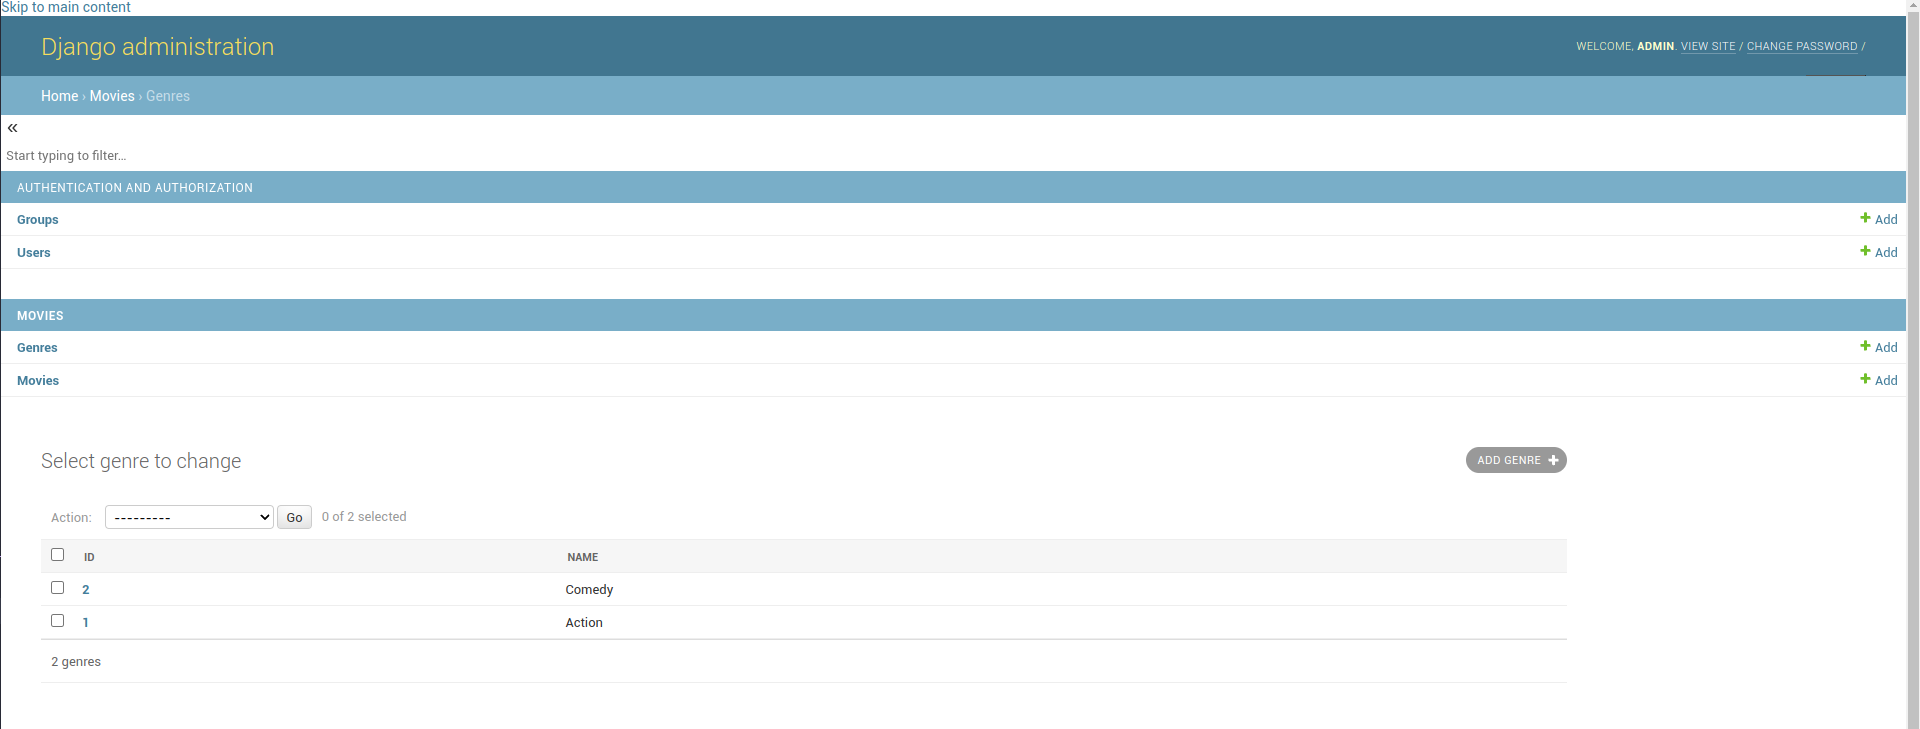 Skip to main content
Django administration
WELCOME, ADMIN. VIEW SITE / CHANGE PASSWORD /
Home › Movies › Genres
«
Start typing to filter...
AUTHENTICATION AND AUTHORIZATION
Groups + Add
Users + Add
MOVIES
Genres + Add
Movies + Add
Select genre to change
ADD GENRE +
Action: --------- Go 0 of 2 selected
ID NAME
2 Comedy
1 Action
2 genres